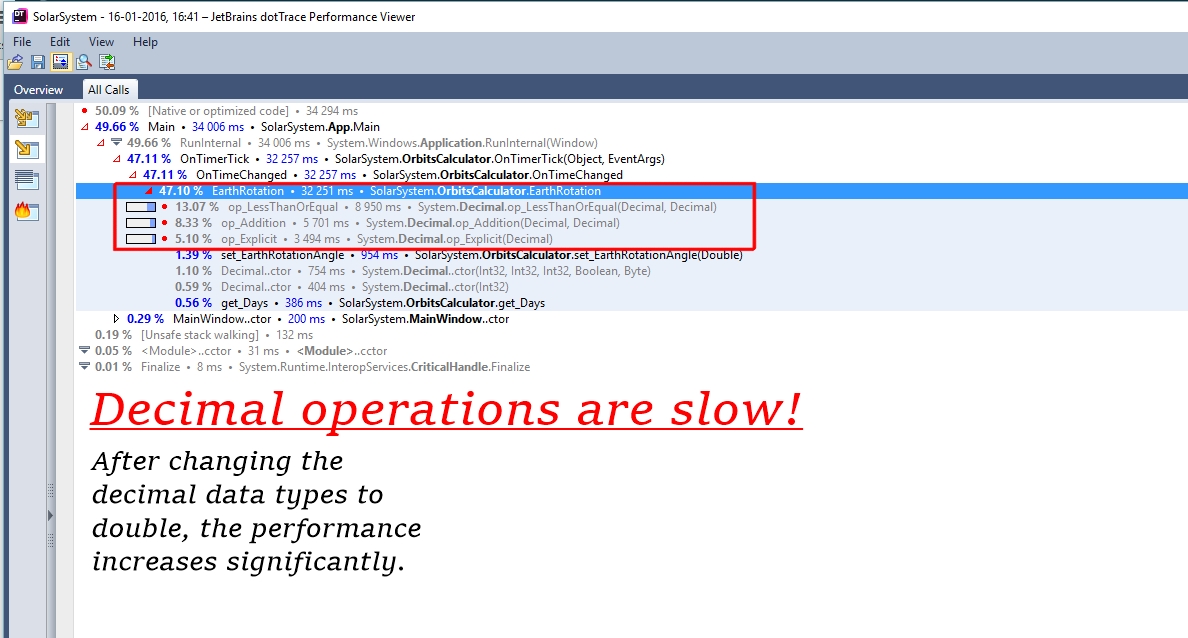 SolarSystem - 16-01-2016, 16:41 – JetBrains dotTrace Performance Viewer
File Edit View Help
Overview All Calls
50.09 % [Native or optimized code] • 34 294 ms
49.66 % Main • 34 006 ms • SolarSystem.App.Main
49.66 % RunInternal • 34 006 ms • System.Windows.Application.RunInternal(Window)
47.11 % OnTimerTick • 32 257 ms • SolarSystem.OrbitsCalculator.OnTimerTick(Object, EventArgs)
47.11 % OnTimeChanged • 32 257 ms • SolarSystem.OrbitsCalculator.OnTimeChanged
47.10 % EarthRotation • 32 251 ms • SolarSystem.OrbitsCalculator.EarthRotation
13.07 % op_LessThanOrEqual • 8 950 ms • System.Decimal.op_LessThanOrEqual(Decimal, Decimal)
8.33 % op_Addition • 5 701 ms • System.Decimal.op_Addition(Decimal, Decimal)
5.10 % op_Explicit • 3 494 ms • System.Decimal.op_Explicit(Decimal)
1.39 % set_EarthRotationAngle • 954 ms • SolarSystem.OrbitsCalculator.set_EarthRotationAngle(Double)
1.10 % Decimal..ctor • 754 ms • System.Decimal..ctor(Int32, Int32, Int32, Boolean, Byte)
0.59 % Decimal..ctor • 404 ms • System.Decimal..ctor(Int32)
0.56 % get_Days • 386 ms • SolarSystem.OrbitsCalculator.get_Days
0.29 % MainWindow..ctor • 200 ms • SolarSystem.MainWindow..ctor
0.19 % [Unsafe stack walking] • 132 ms
0.05 % <Module>..cctor • 31 ms • <Module>..cctor
0.01 % Finalize • 8 ms • System.Runtime.InteropServices.CriticalHandle.Finalize
Decimal operations are slow!
After changing the
decimal data types to
double, the performance
increases significantly.